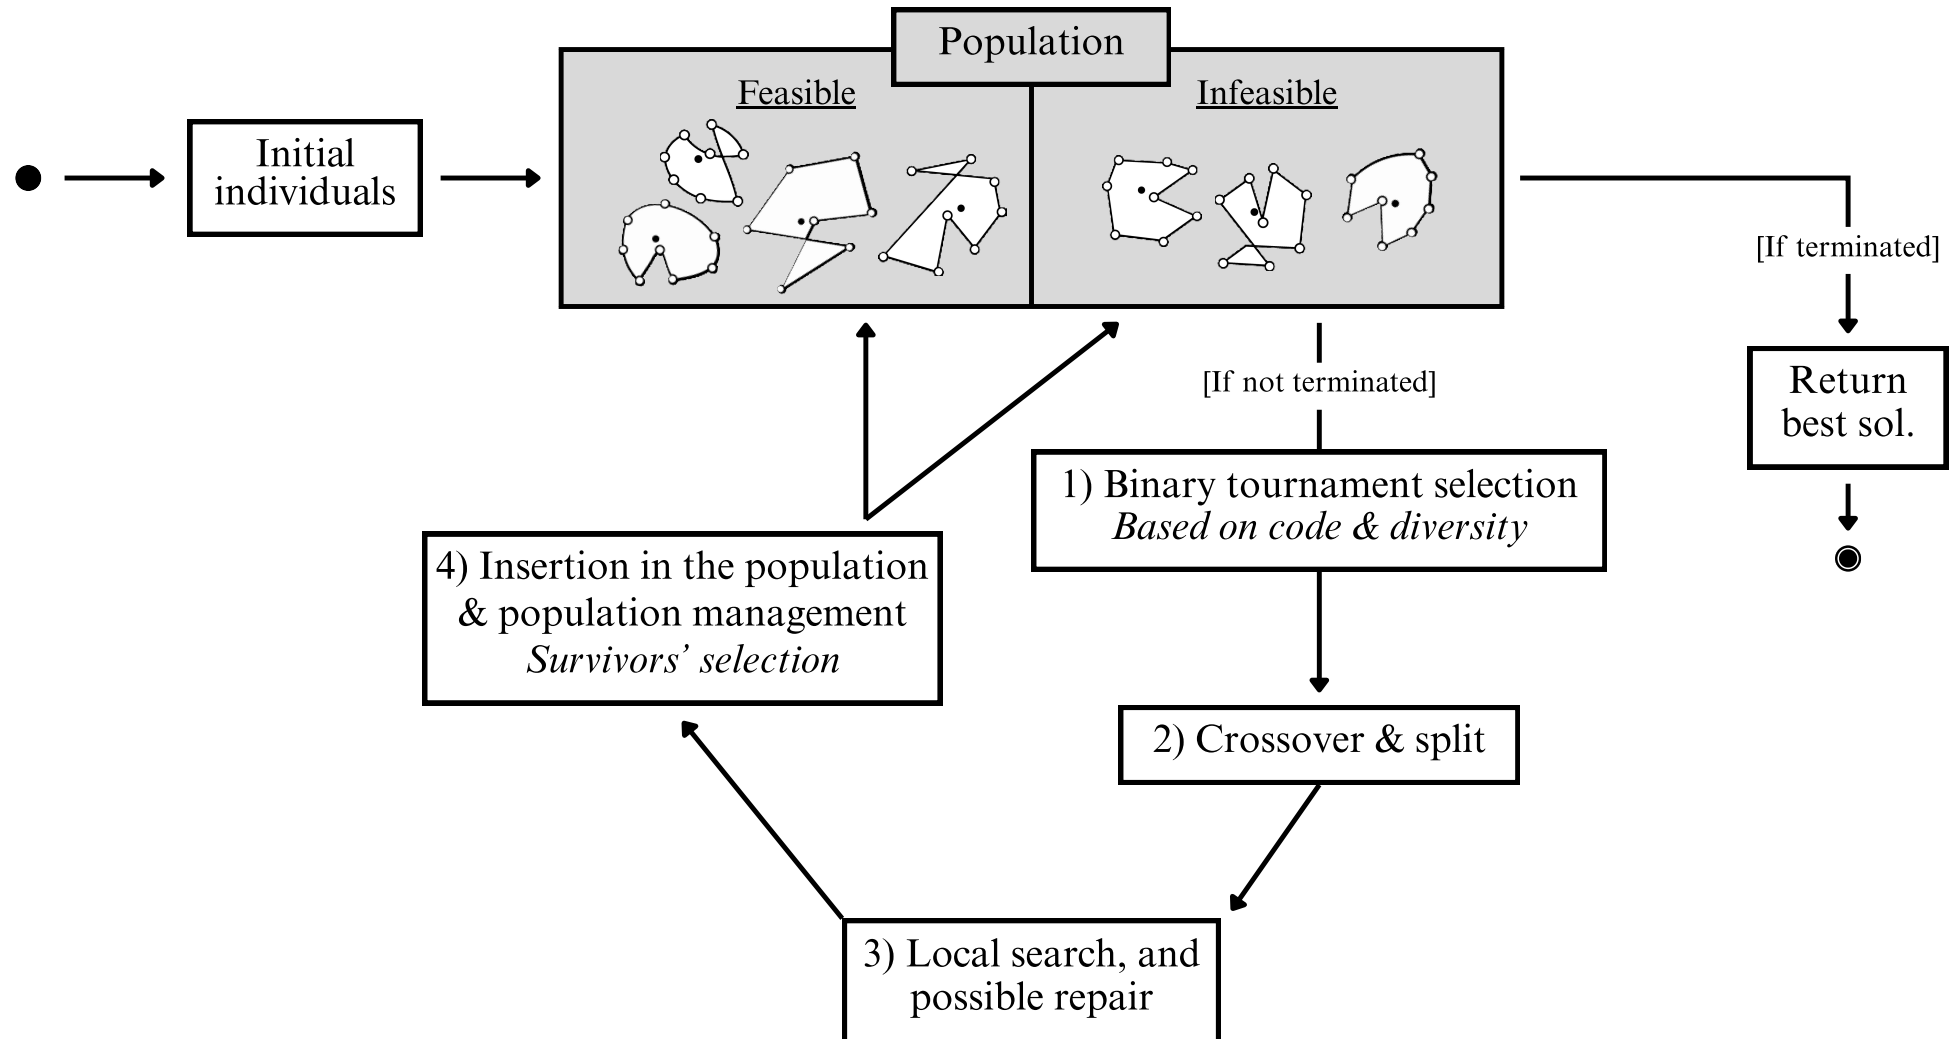 Population
Feasible
Infeasible
Initial
individuals
[If terminated]
[If not terminated]
Return
best sol.
1) Binary tournament selection
Based on code & diversity
4) Insertion in the population
& population management
Survivors’ selection
2) Crossover & split
3) Local search, and
possible repair